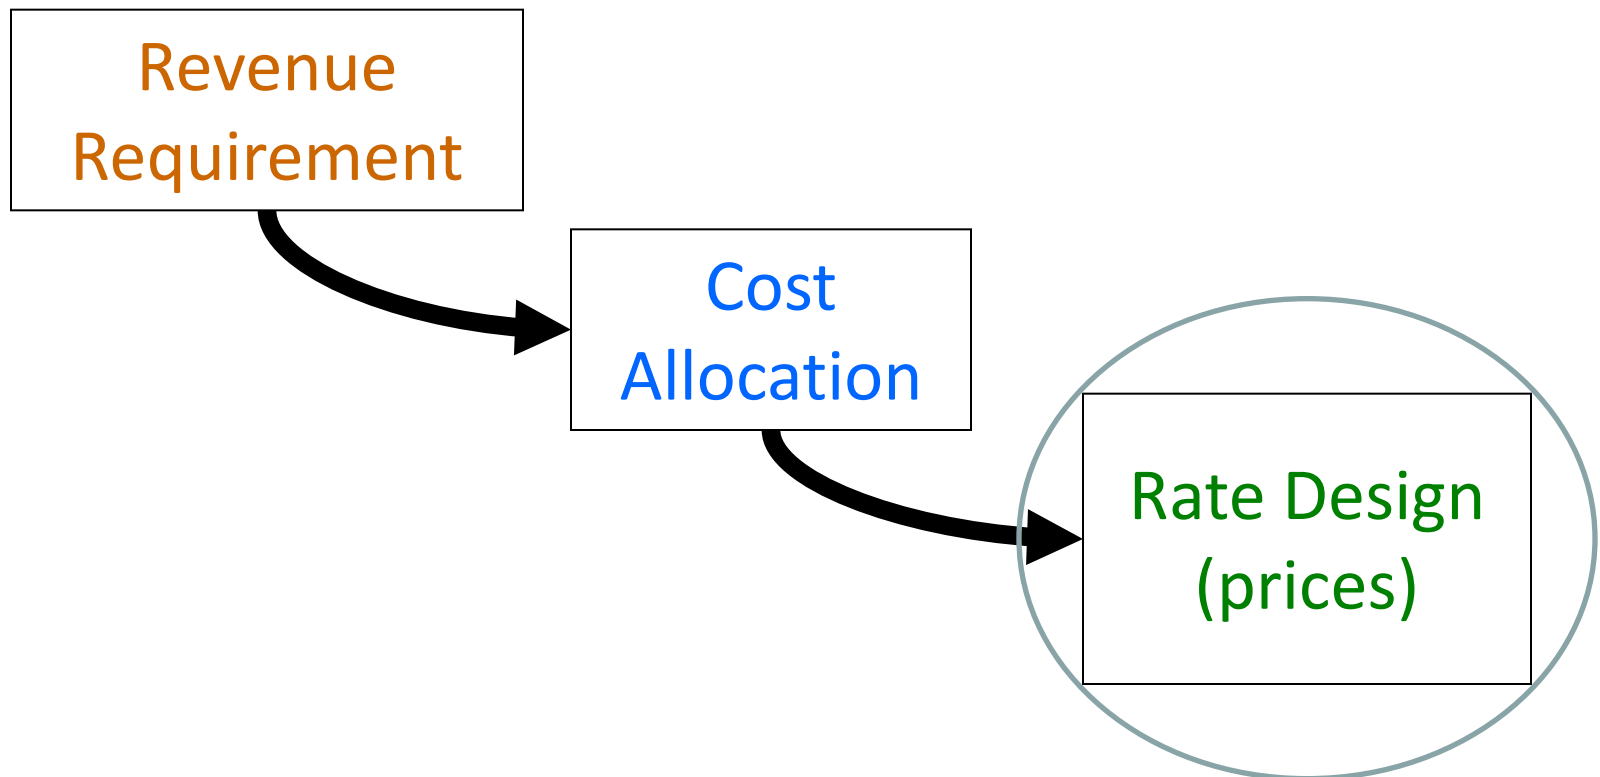 Revenue
Requirement
Cost
Allocation
Rate Design
(prices)